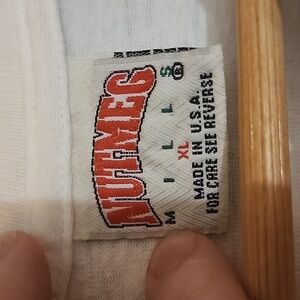 NUTMEG
MILLS®
XL
MADE IN U.S.A.
FOR CARE SEE REVERSE